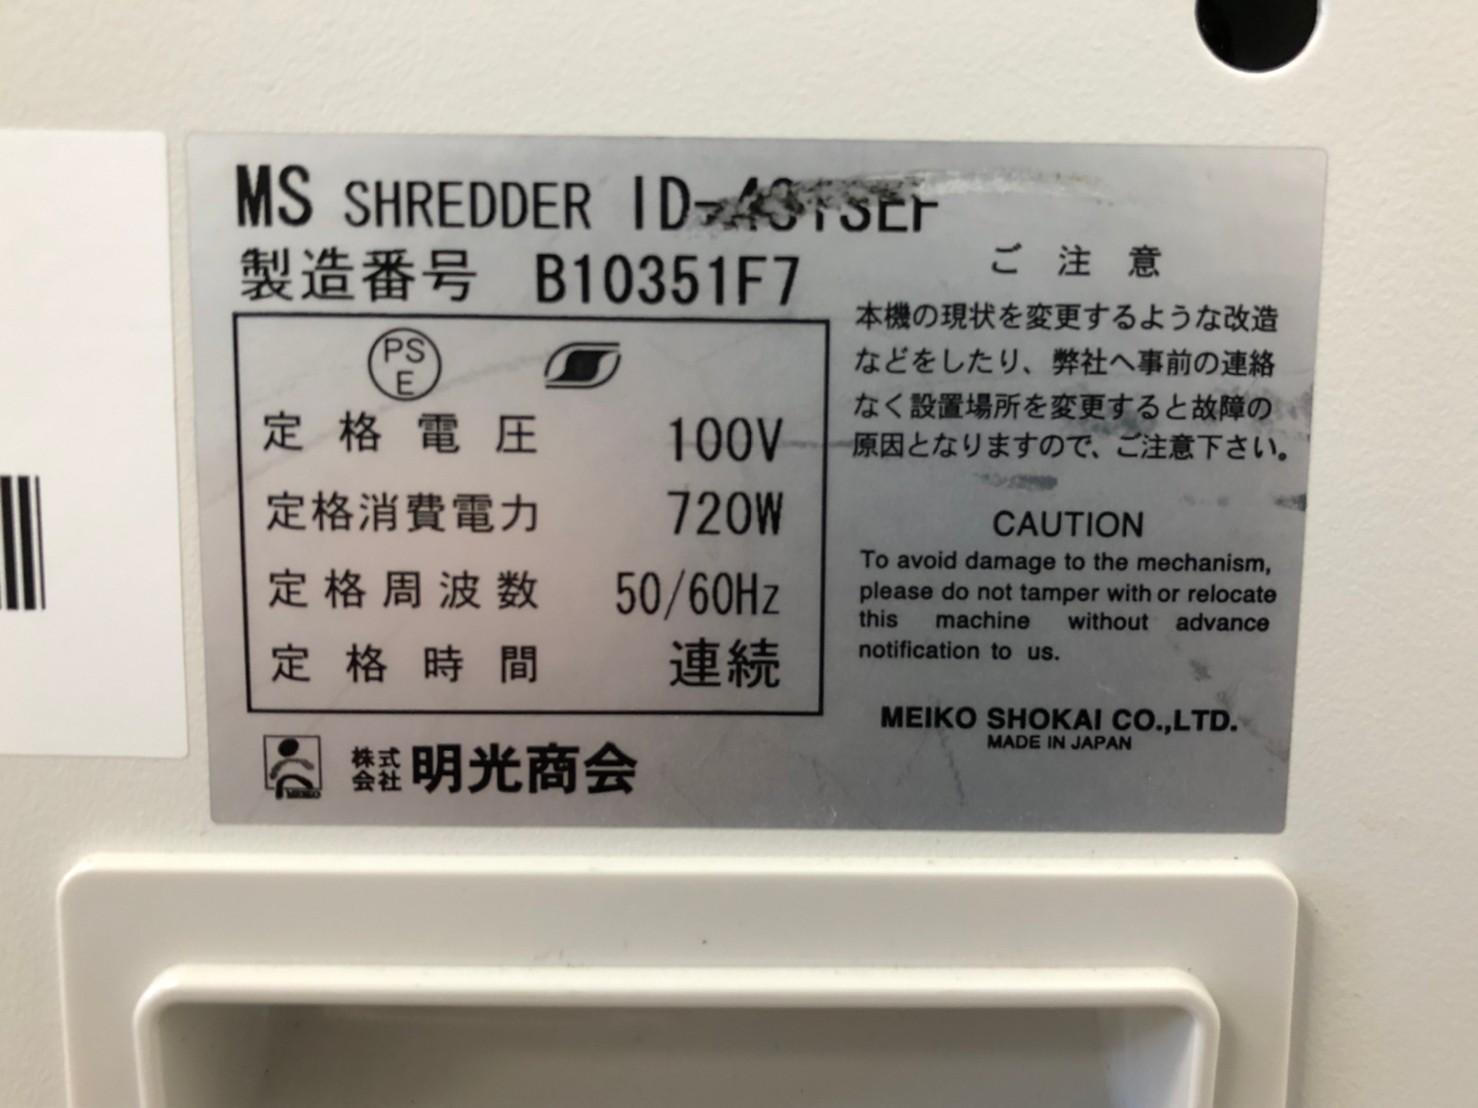 MS SHREDDER
製造番号 B10351F7
PS
E
定格電圧 100V
定格消費電力 720W
定格周波数 50/60Hz
定格時間 連続
MEIKO
株式
会社 明光商会
ご注意
本機の現状を変更するような改造
などをしたり、弊社へ事前の連絡
なく設置場所を変更すると故障の
原因となりますので、ご注意下さい。
CAUTION
To avoid damage to the mechanism,
please do not tamper with or relocate
this machine without advance
notification to us.
MEIKO SHOKAI CO.,LTD.
MADE IN JAPAN